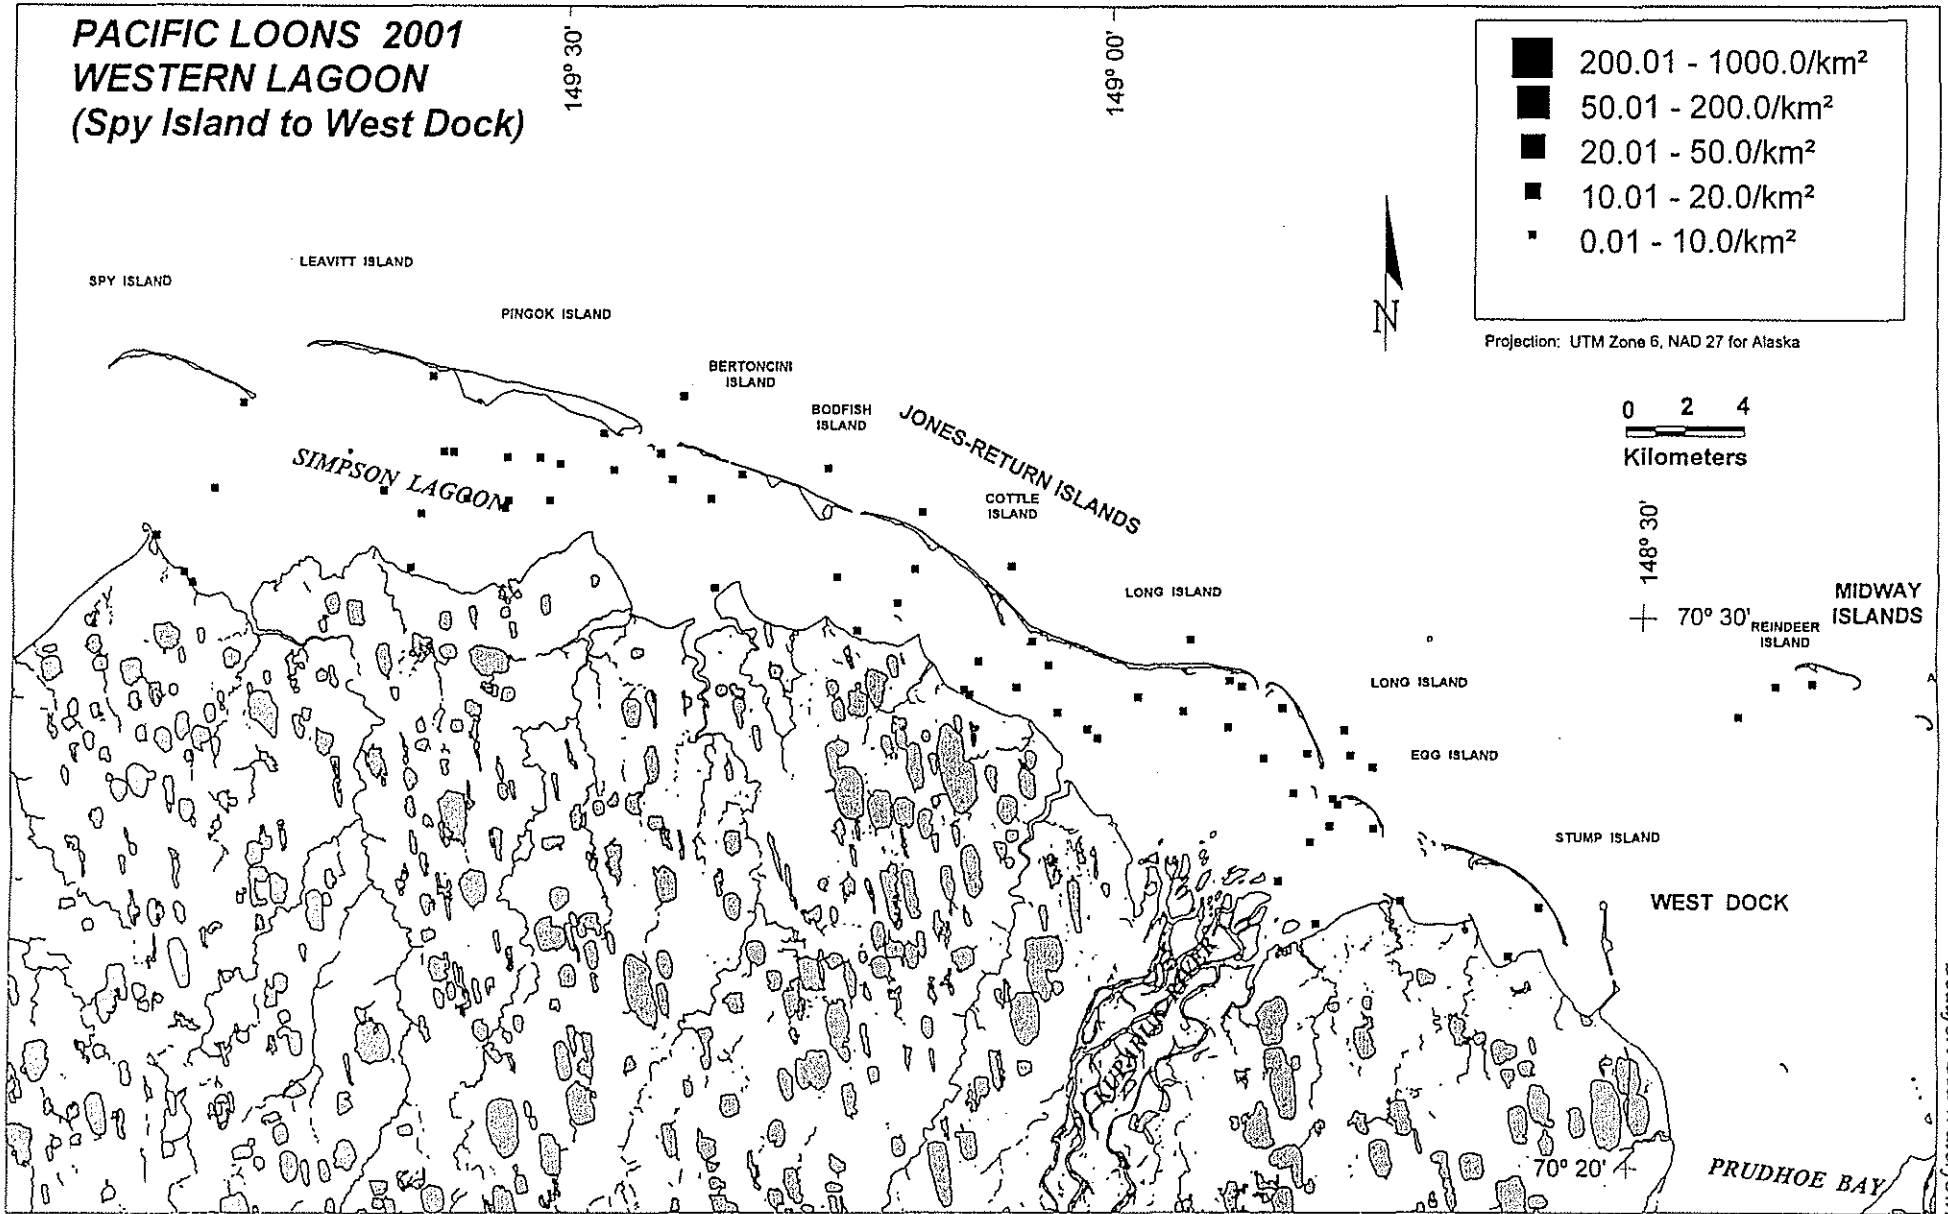 PACIFIC LOONS 2001
WESTERN LAGOON
(Spy Island to West Dock)
149° 30'
149° 00'
200.01 - 1000.0/km²
50.01 - 200.0/km²
20.01 - 50.0/km²
10.01 - 20.0/km²
0.01 - 10.0/km²
Projection: UTM Zone 6, NAD 27 for Alaska
N
0 2 4
Kilometers
SPY ISLAND
LEAVITT ISLAND
PINGOK ISLAND
BERTONCINI
ISLAND
BODFISH
ISLAND
JONES-RETURN ISLANDS
SIMPSON LAGOON
COTTLE
ISLAND
LONG ISLAND
148° 30'
70° 30'
MIDWAY
ISLANDS
REINDEER
ISLAND
LONG ISLAND
A
EGG ISLAND
STUMP ISLAND
WEST DOCK
KUPARUK RIVER
70° 20'
PRUDHOE BAY